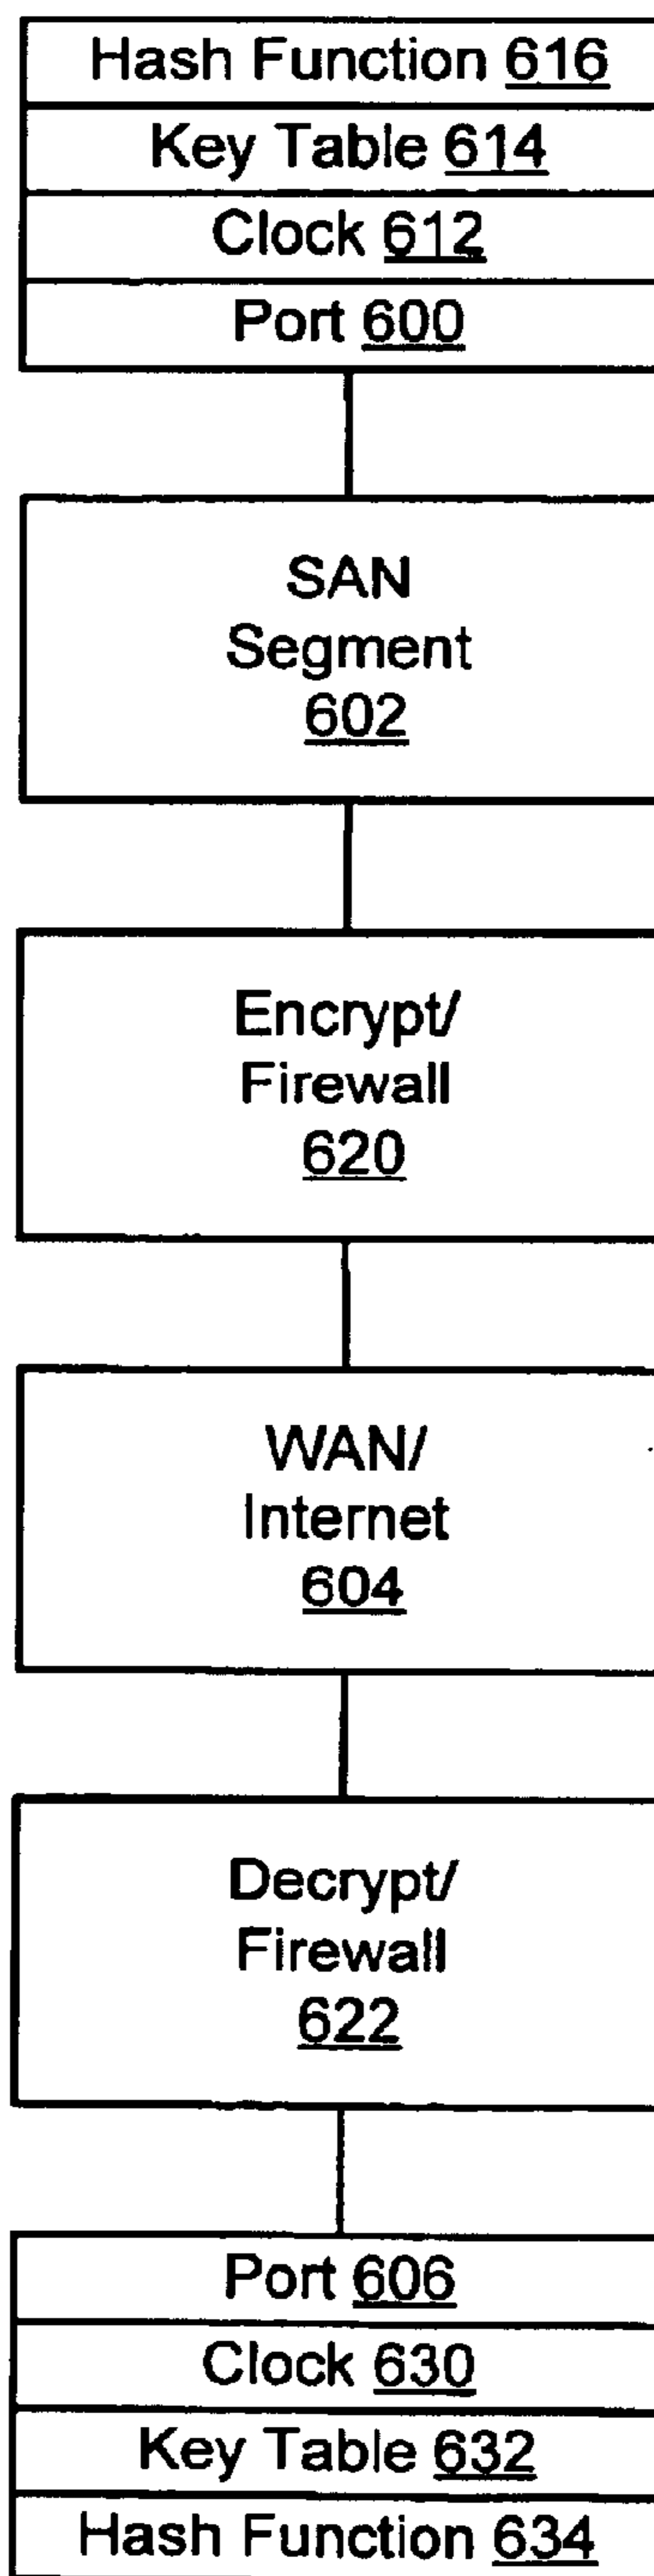 Hash Function 616
Key Table 614
Clock 612
Port 600
SAN
Segment
602
Encrypt/
Firewall
620
WAN/
Internet
604
Decrypt/
Firewall
622
Port 606
Clock 630
Key Table 632
Hash Function 634